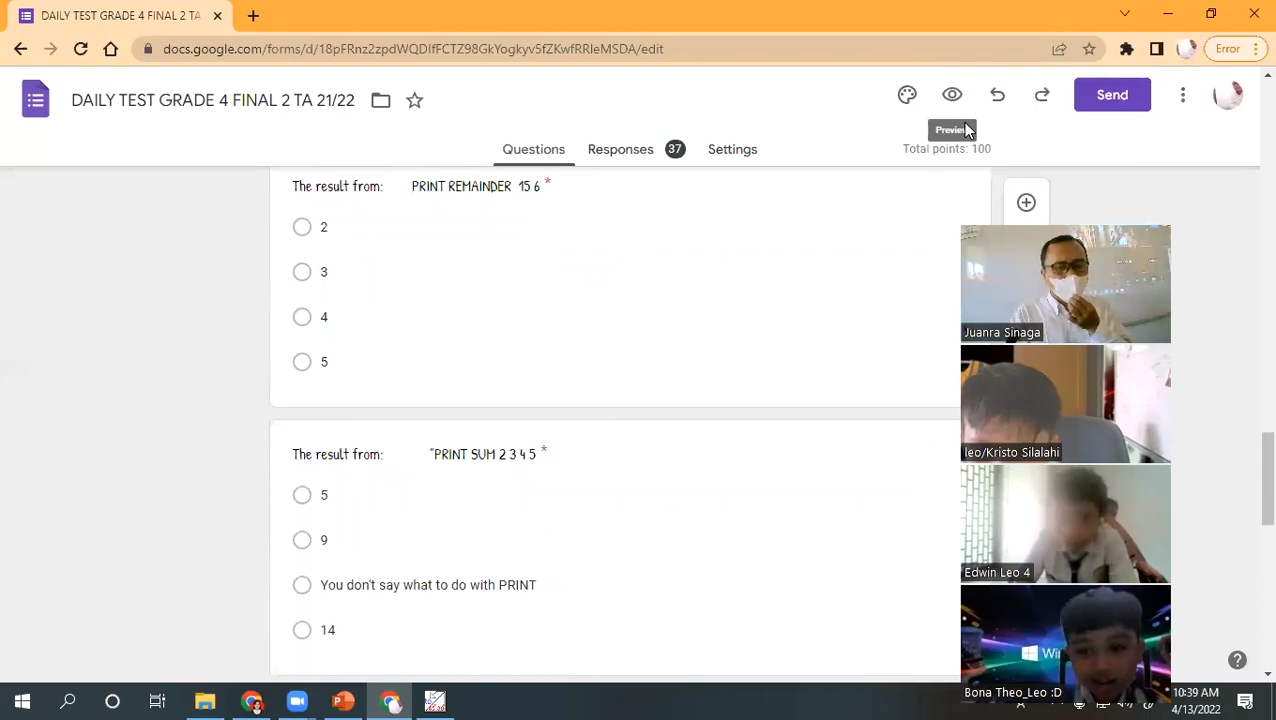 DAILY TEST GRADE 4 FINAL 2 TA
docs.google.com/forms/d/18pFRnz2zpdWQDIfFCTZ98GkYogkyv5fZKwfRRleMSDA/edit
Error
DAILY TEST GRADE 4 FINAL 2 TA 21/22
Send
Preview
Questions
Responses 37
Settings
Total points: 100
The result from: PRINT REMAINDER 15 6 *
2
3
4
5
The result from: "PRINT SUM 2 3 4 5 *
5
9
You don't say what to do with PRINT
14
Juanra Sinaga
leo/Kristo Silalahi
Edwin Leo 4
Bona Theo_Leo :D
10:39 AM
4/13/2022